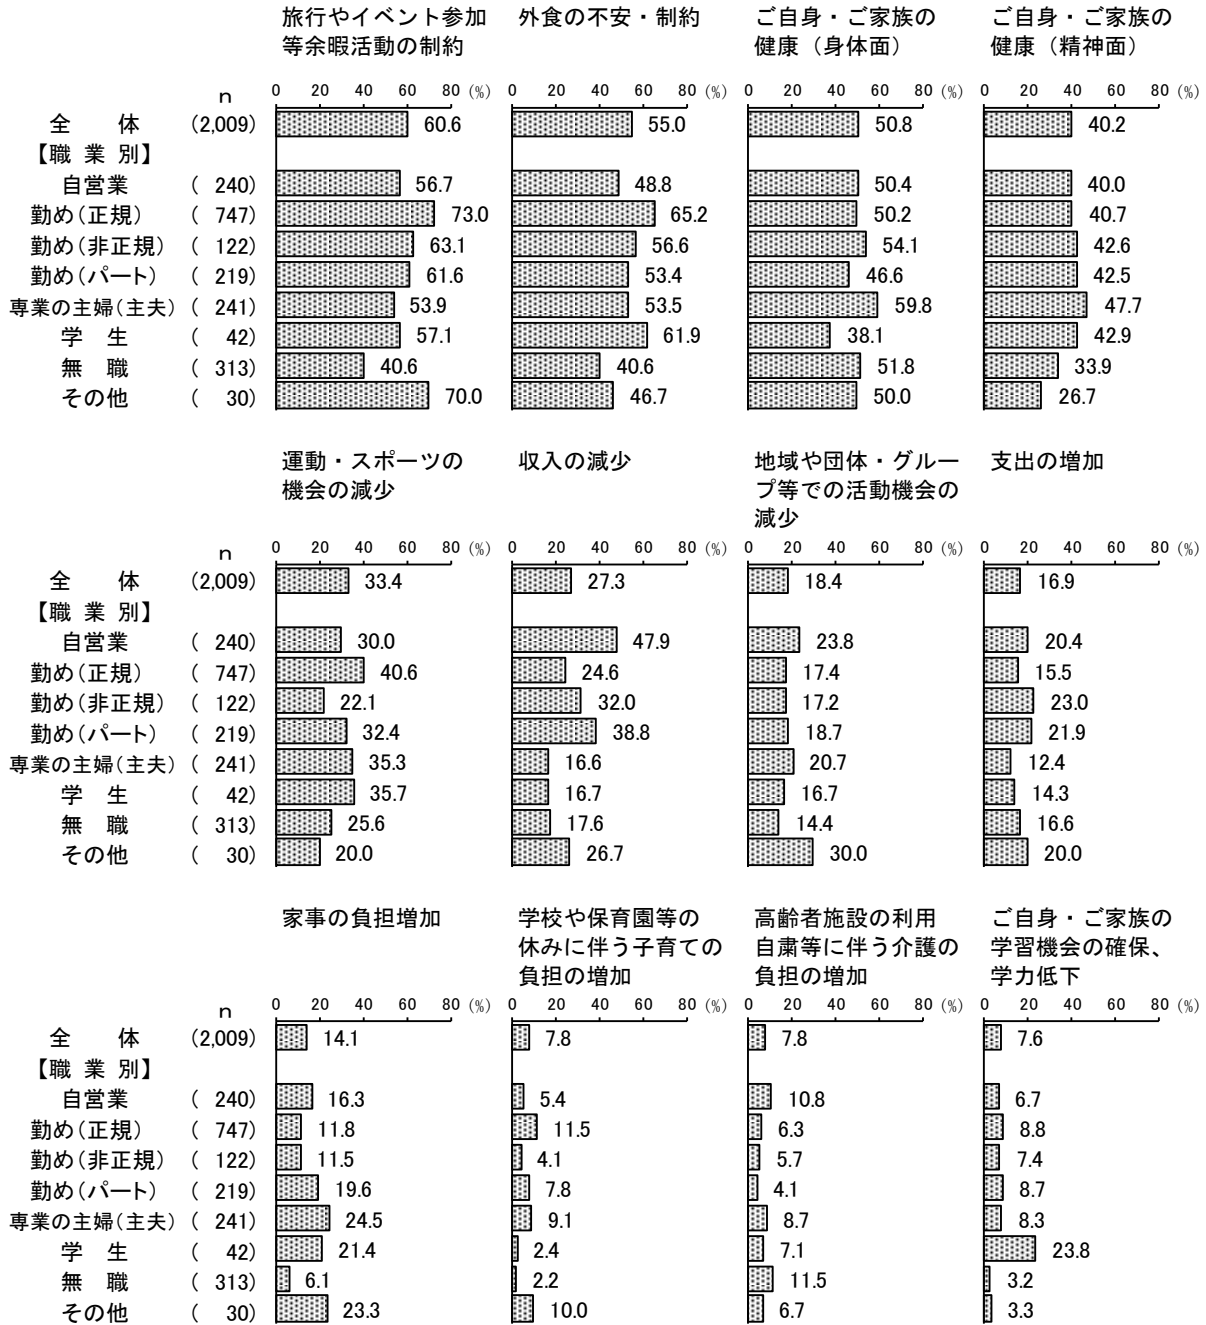 旅行やイベント参加 外食の不安・制約 ご自身・ご家族の ご自身・ご家族の
等余暇活動の制約 健康（身体面） 健康（精神面）
n 0 20 40 60 80 (%) 0 20 40 60 80 (%) 0 20 40 60 80 (%) 0 20 40 60 80 (%)
全 体 (2,009) 60.6 55.0 50.8 40.2
【職 業 別】
自営業 ( 240) 56.7 48.8 50.4 40.0
勤め(正規) ( 747) 73.0 65.2 50.2 40.7
勤め(非正規) ( 122) 63.1 56.6 54.1 42.6
勤め(パート) ( 219) 61.6 53.4 46.6 42.5
専業の主婦(主夫) ( 241) 53.9 53.5 59.8 47.7
学 生 ( 42) 57.1 61.9 38.1 42.9
無 職 ( 313) 40.6 40.6 51.8 33.9
その他 ( 30) 70.0 46.7 50.0 26.7
運動・スポーツの 収入の減少 地域や団体・グルー 支出の増加
機会の減少 プ等での活動機会の
減少
n 0 20 40 60 80 (%) 0 20 40 60 80 (%) 0 20 40 60 80 (%) 0 20 40 60 80 (%)
全 体 (2,009) 33.4 27.3 18.4 16.9
【職 業 別】
自営業 ( 240) 30.0 47.9 23.8 20.4
勤め(正規) ( 747) 40.6 24.6 17.4 15.5
勤め(非正規) ( 122) 22.1 32.0 17.2 23.0
勤め(パート) ( 219) 32.4 38.8 18.7 21.9
専業の主婦(主夫) ( 241) 35.3 16.6 20.7 12.4
学 生 ( 42) 35.7 16.7 16.7 14.3
無 職 ( 313) 25.6 17.6 14.4 16.6
その他 ( 30) 20.0 26.7 30.0 20.0
家事の負担増加 学校や保育園等の 高齢者施設の利用 ご自身・ご家族の
休みに伴う子育ての 自粛等に伴う介護の 学習機会の確保、
負担の増加 負担の増加 学力低下
n 0 20 40 60 80 (%) 0 20 40 60 80 (%) 0 20 40 60 80 (%) 0 20 40 60 80 (%)
全 体 (2,009) 14.1 7.8 7.8 7.6
【職 業 別】
自営業 ( 240) 16.3 5.4 10.8 6.7
勤め(正規) ( 747) 11.8 11.5 6.3 8.8
勤め(非正規) ( 122) 11.5 4.1 5.7 7.4
勤め(パート) ( 219) 19.6 7.8 4.1 8.7
専業の主婦(主夫) ( 241) 24.5 9.1 8.7 8.3
学 生 ( 42) 21.4 2.4 7.1 23.8
無 職 ( 313) 6.1 2.2 11.5 3.2
その他 ( 30) 23.3 10.0 6.7 3.3